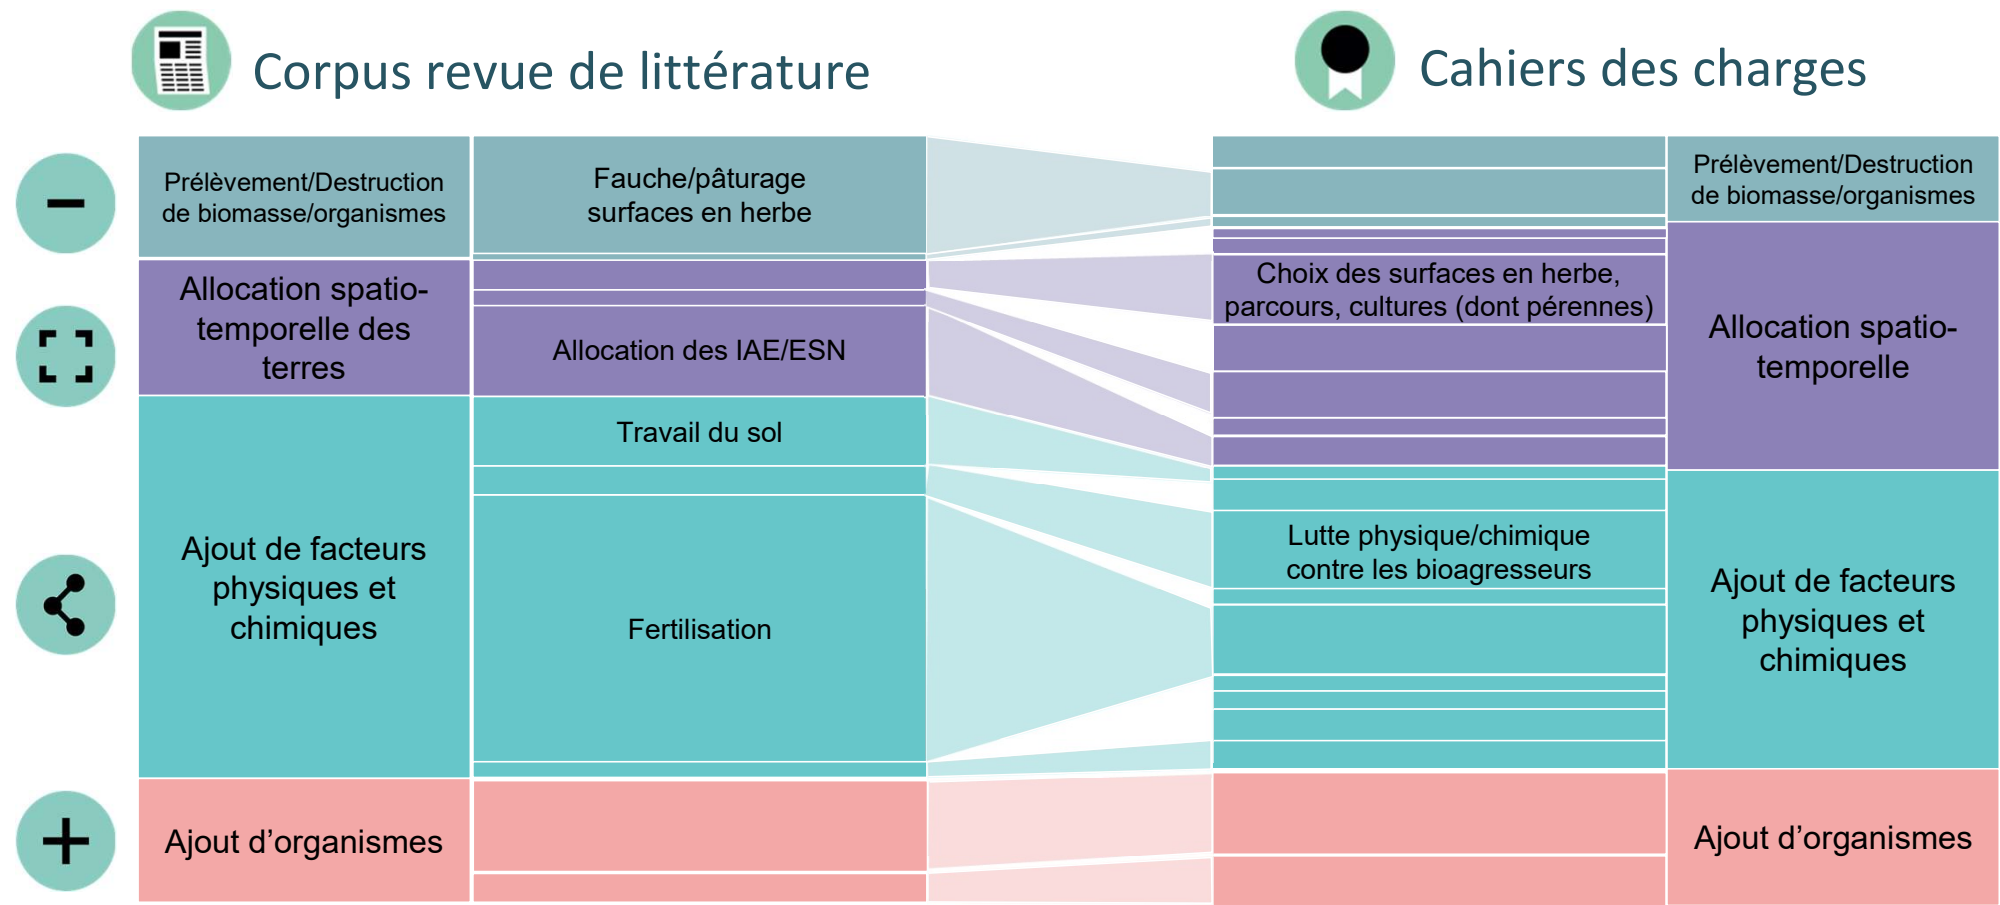 Corpus revue de littérature
Cahiers des charges
Prélèvement/Destruction
de biomasse/organismes
Fauche/pâturage
surfaces en herbe
Prélèvement/Destruction
de biomasse/organismes
Allocation spatio-
temporelle des
terres
Allocation des IAE/ESN
Choix des surfaces en herbe,
parcours, cultures (dont pérennes)
Allocation spatio-
temporelle
Ajout de facteurs
physiques et
chimiques
Travail du sol
Fertilisation
Lutte physique/chimique
contre les bioagresseurs
Ajout de facteurs
physiques et
chimiques
Ajout d’organismes
Ajout d’organismes